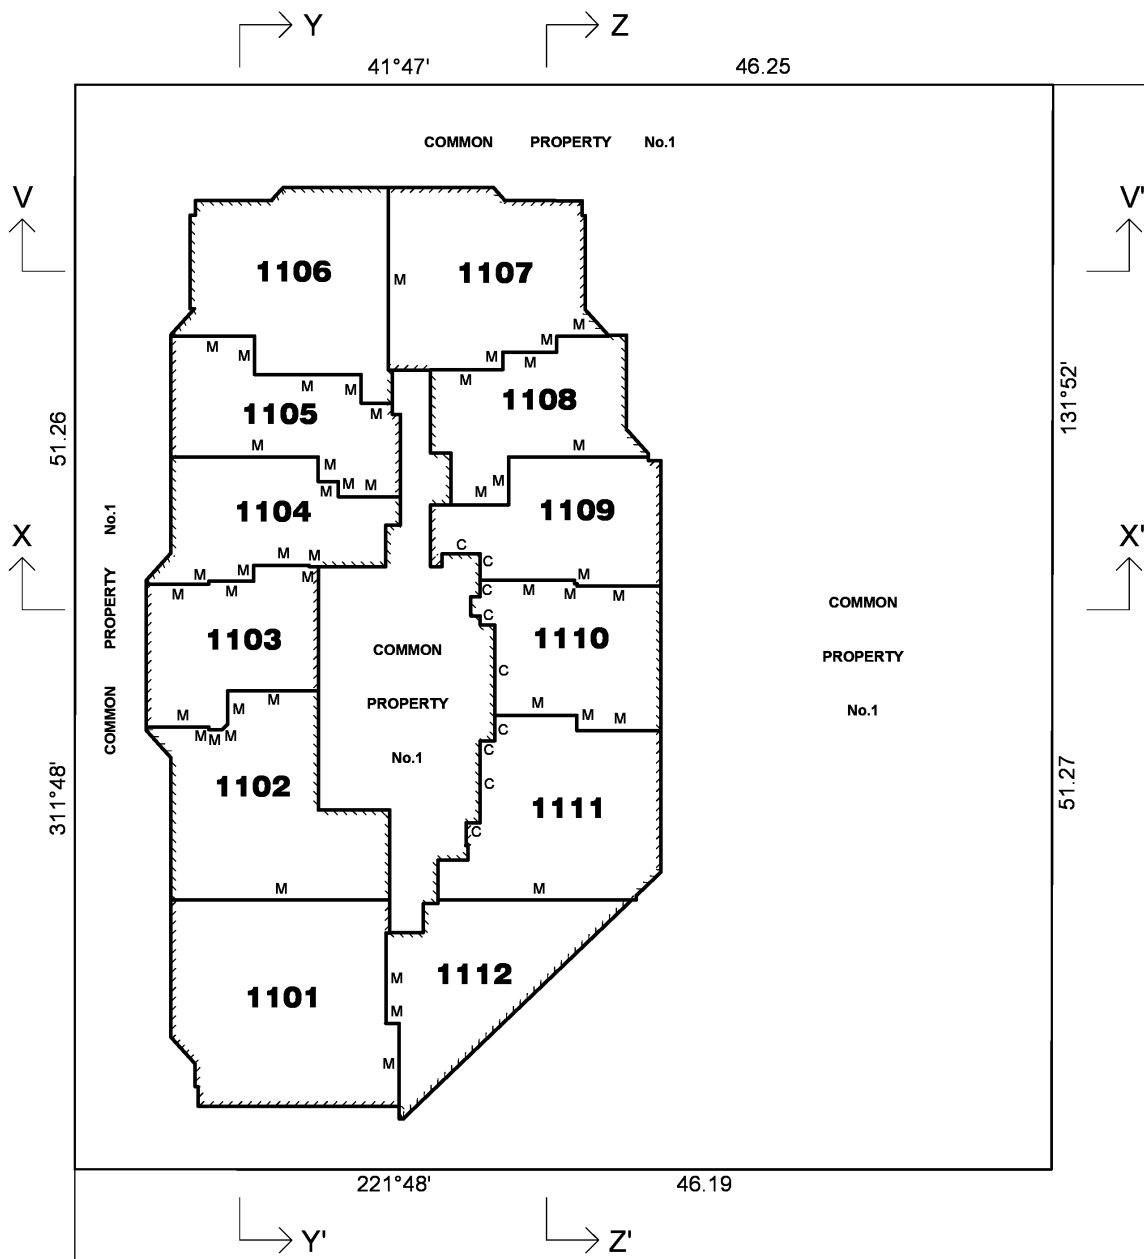 Y Z
41°47' 46.25
COMMON PROPERTY No.1
V V'
1106 1107
M
M
M M
M M M
M M
131°52'
M
1105 1108
51.26
M M
M M
M M M
M M
1104 1109
COMMON PROPERTY No.1
X X'
C
M M C
M M M M
M M C M M M
C
COMMON
1103 1110
COMMON
PROPERTY
C
M
PROPERTY
M M
No.1
M M M
M M M C
No.1
C
1102
C
51.27
311°48'
1111
C
M M
1112
M
1101
M
M
221°48' 46.19
Y' Z'